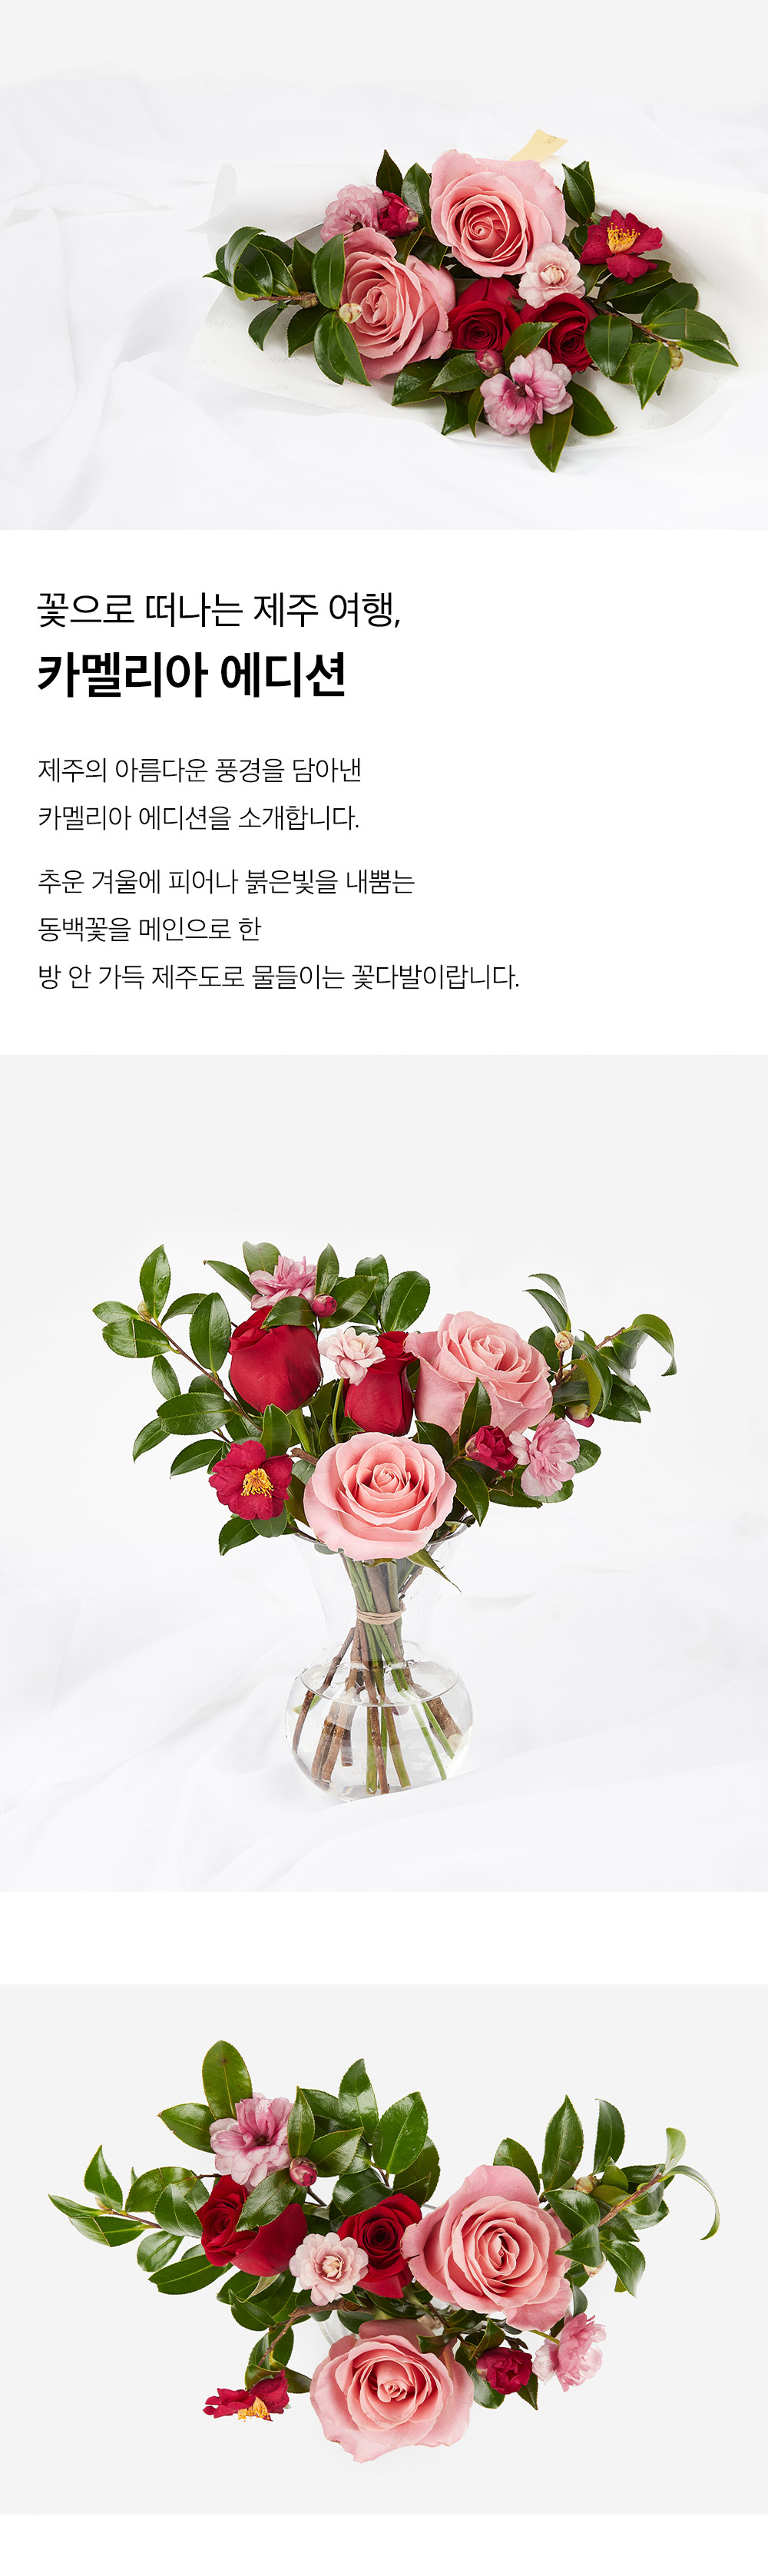 꽃으로 떠나는 제주 여행,
카멜리아 에디션
제주의 아름다운 풍경을 담아낸
카멜리아 에디션을 소개합니다.
추운 겨울에 피어나 붉은빛을 내뿜는
동백꽃을 메인으로 한
방 안 가득 제주도로 물들이는 꽃다발이랍니다.